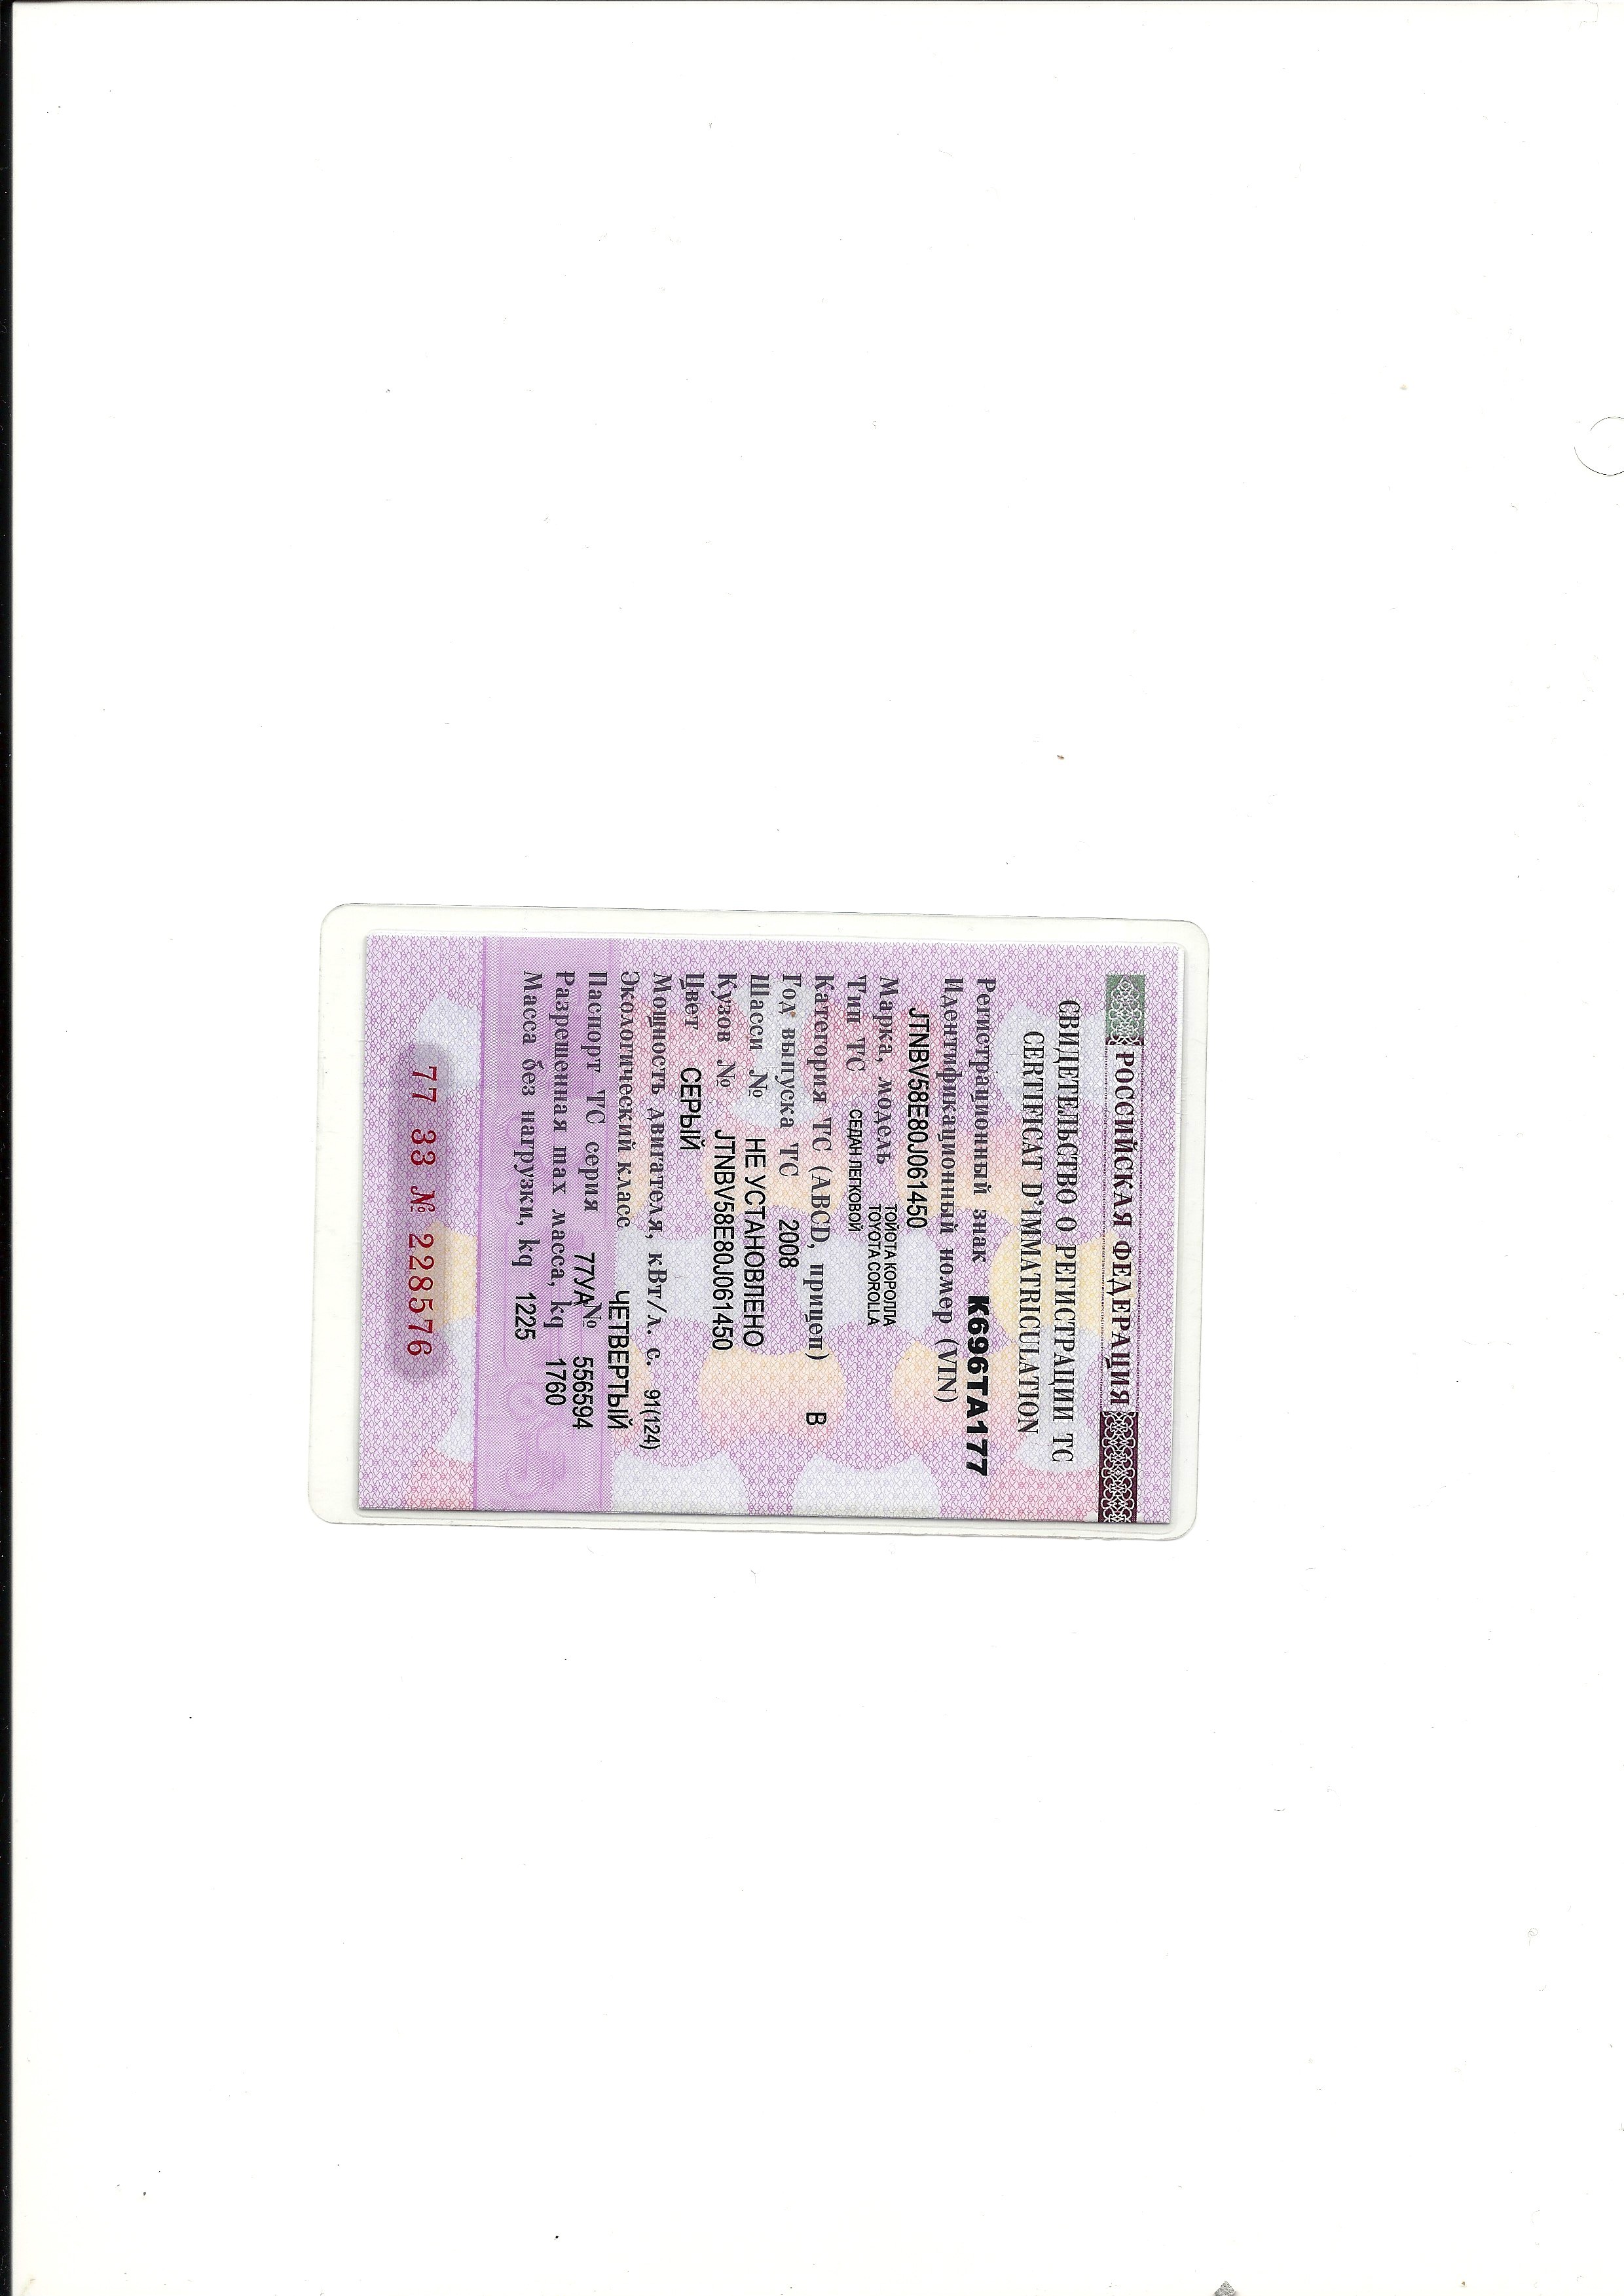 РОССИЙСКАЯ ФЕДЕРАЦИЯ
СВИДЕТЕЛЬСТВО О РЕГИСТРАЦИИ ТС
CERTIFICAT D'IMMATRICULATION
Регистрационный знак К696ТА177
Идентификационный номер (VIN)
JTNBV58E80J061450
Марка, модель ТОЙОТА КОРОЛЛА
TOYOTA COROLLA
Тип ТС СЕДАН ЛЕГКОВОЙ
Категория ТС (ABCD, прицеп) B
Год выпуска ТС 2008
Шасси № НЕ УСТАНОВЛЕНО
Кузов № JTNBV58E80J061450
Цвет СЕРЫЙ
Мощность двигателя, кВт/л. с. 91(124)
Экологический класс ЧЕТВЕРТЫЙ
Паспорт ТС серия 77УА № 556594
Разрешенная max масса, kg 1760
Масса без нагрузки, kg 1225
77 33 № 228576